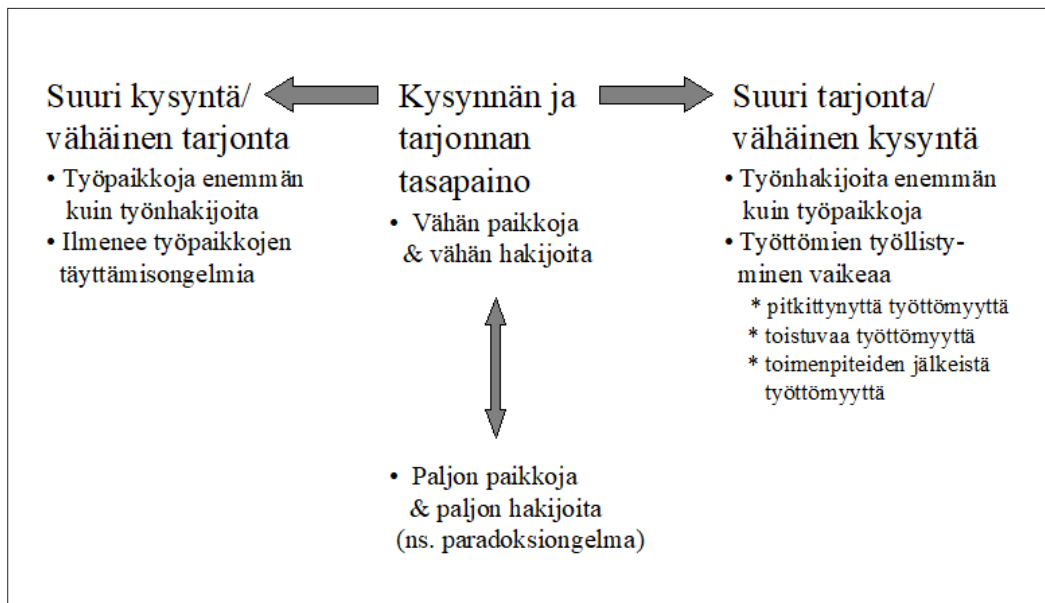 Suuri kysyntä/
vähäinen tarjonta
• Työpaikkoja enemmän
kuin työnhakijoita
• Ilmenee työpaikkojen
täyttämisongelmia
Kysynnän ja
tarjonnan
tasapaino
• Vähän paikkoja
& vähän hakijoita
• Paljon paikkoja
& paljon hakijoita
(ns. paradoksiongelma)
Suuri tarjonta/
vähäinen kysyntä
• Työnhakijoita enemmän
kuin työpaikkoja
• Työttömien työllisty-
minen vaikeaa
* pitkittynyttä työttömyyttä
* toistuvaa työttömyyttä
* toimenpiteiden jälkeistä
työttömyyttä